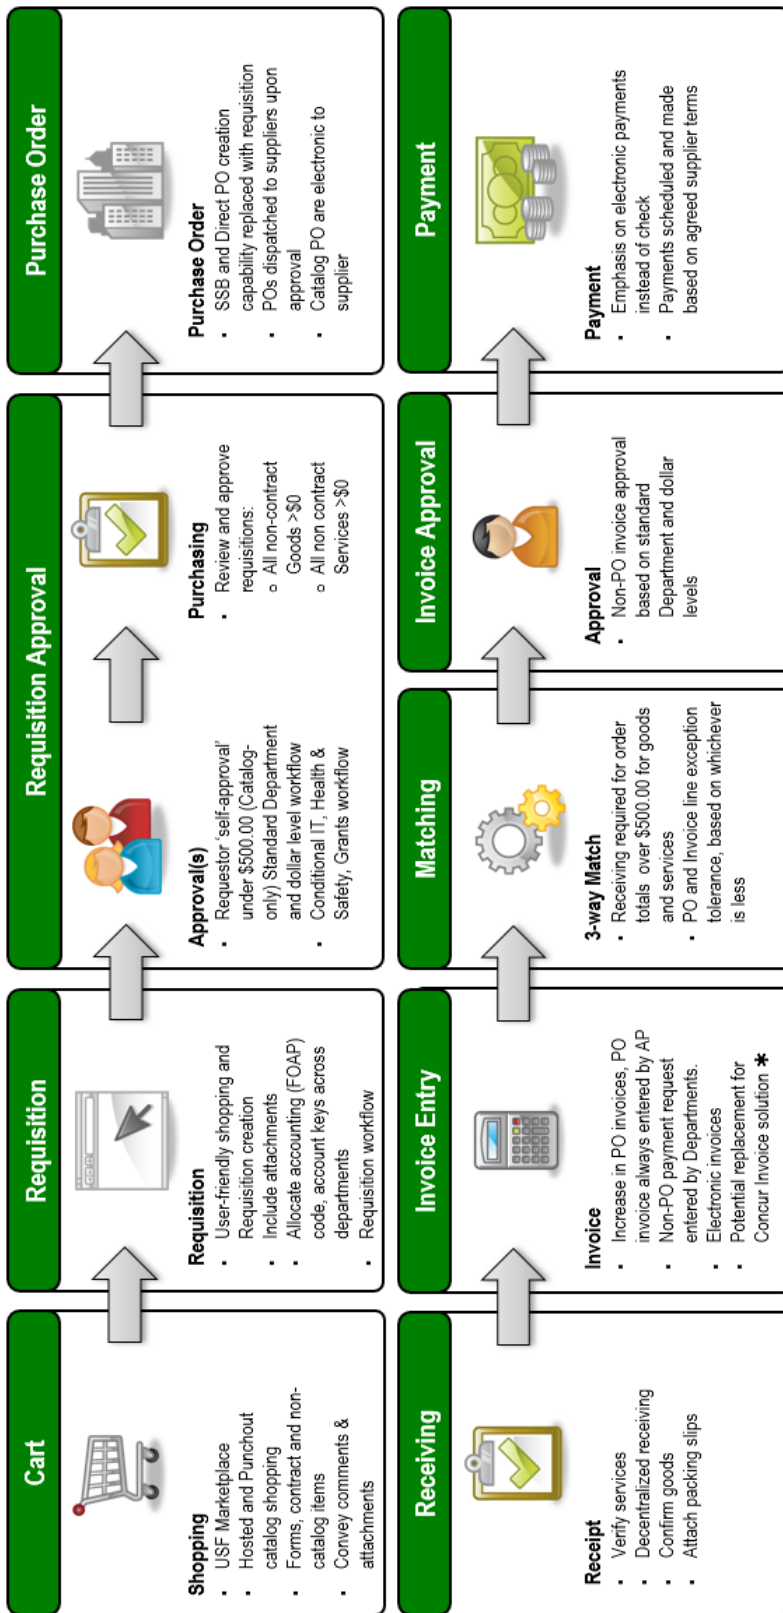 Cart
Shopping
▪ USF Marketplace
▪ Hosted and Punchout
catalog shopping
▪ Forms, contract and non-
catalog items
▪ Convey comments &
attachments
Requisition
Requisition
▪ User-friendly shopping and
Requisition creation
▪ Include attachments
▪ Allocate accounting (FOAP)
code, account keys across
departments
▪ Requisition workflow
Requisition Approval
Approval(s)
▪ Requestor ‘self-approval’
under $500.00 (Catalog-
only) Standard Department
and dollar level workflow
▪ Conditional IT, Health &
Safety, Grants workflow
Purchasing
▪ Review and approve
requisitions:
o All non-contract
Goods >$0
o All non contract
Services >$0
Purchase Order
Purchase Order
▪ SSB and Direct PO creation
capability replaced with requisition
▪ POs dispatched to suppliers upon
approval
▪ Catalog PO are electronic to
supplier
Receiving
Receipt
▪ Verify services
▪ Decentralized receiving
▪ Confirm goods
▪ Attach packing slips
Invoice Entry
Invoice
▪ Increase in PO invoices, PO
invoice always entered by AP
▪ Non-PO payment request
entered by Departments.
▪ Electronic invoices
▪ Potential replacement for
Concur Invoice solution *
Matching
3-way Match
▪ Receiving required for order
totals over $500.00 for goods
and services
▪ PO and Invoice line exception
tolerance, based on whichever
is less
Invoice Approval
Approval
▪ Non-PO invoice approval
based on standard
Department and dollar
levels
Payment
Payment
▪ Emphasis on electronic payments
instead of check
▪ Payments scheduled and made
based on agreed supplier terms